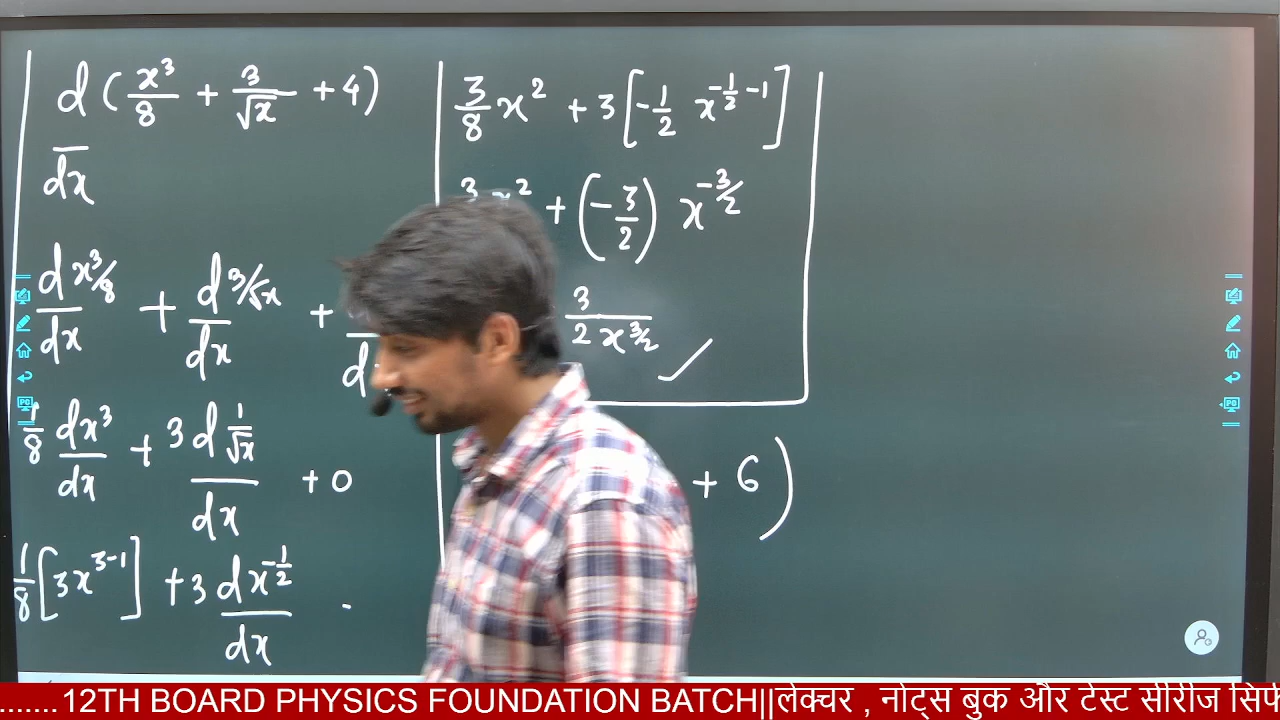 d ( x³/8 + 3/√x + 4)
dx
d x³/8 / dx + d 3/√x / dx +
1/8 dx³/dx + 3 d 1/√x / dx + 0
1/8 [3x³⁻¹] + 3 d x^-1/2 / dx
3/8 x² + 3 [-1/2 x^-1/2 -1]
+ (-3/2) x^-3/2
3 / 2 x^3/2 ✓
+ 6 )
.......12TH BOARD PHYSICS FOUNDATION BATCH||लेक्चर , नोट्स बुक और टेस्ट सीरीज